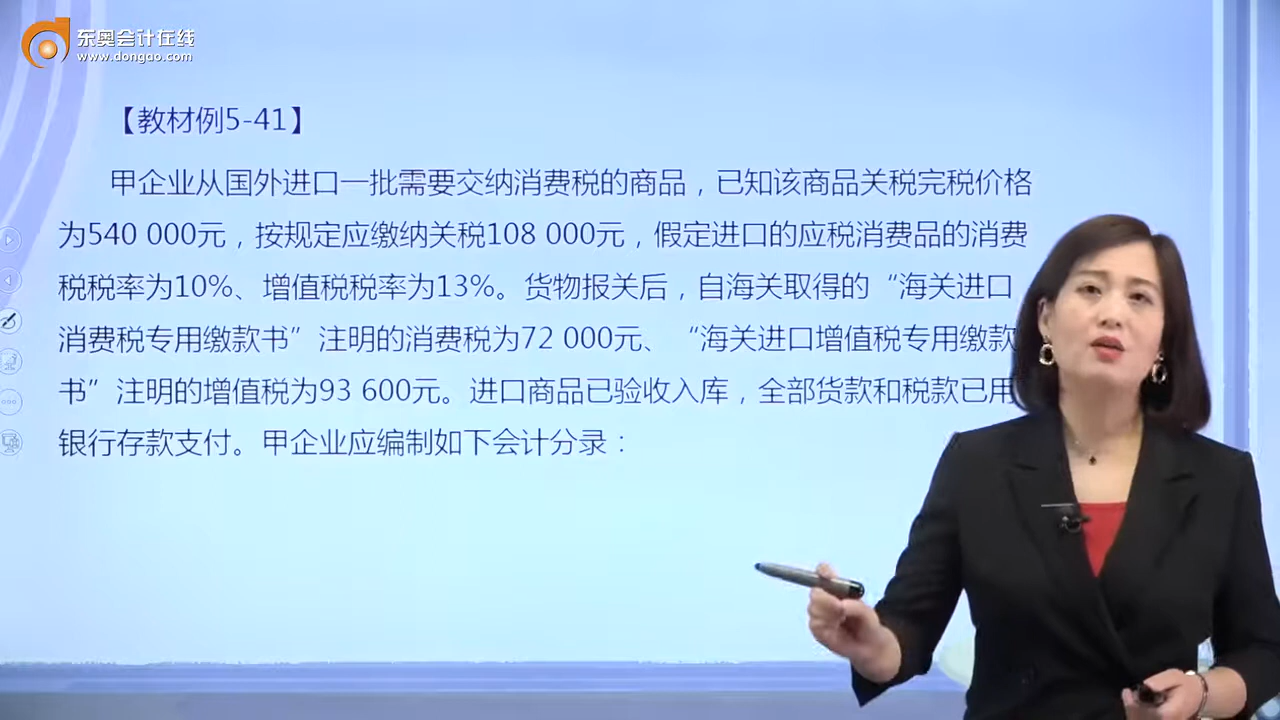 东奥会计在线
www.dongao.com
【教材例5-41】
甲企业从国外进口一批需要交纳消费税的商品，已知该商品关税完税价格
为540 000元，按规定应缴纳关税108 000元，假定进口的应税消费品的消费
税税率为10%、增值税税率为13%。货物报关后，自海关取得的“海关进口
消费税专用缴款书”注明的消费税为72 000元、“海关进口增值税专用缴款
书”注明的增值税为93 600元。进口商品已验收入库，全部货款和税款已用
银行存款支付。甲企业应编制如下会计分录：